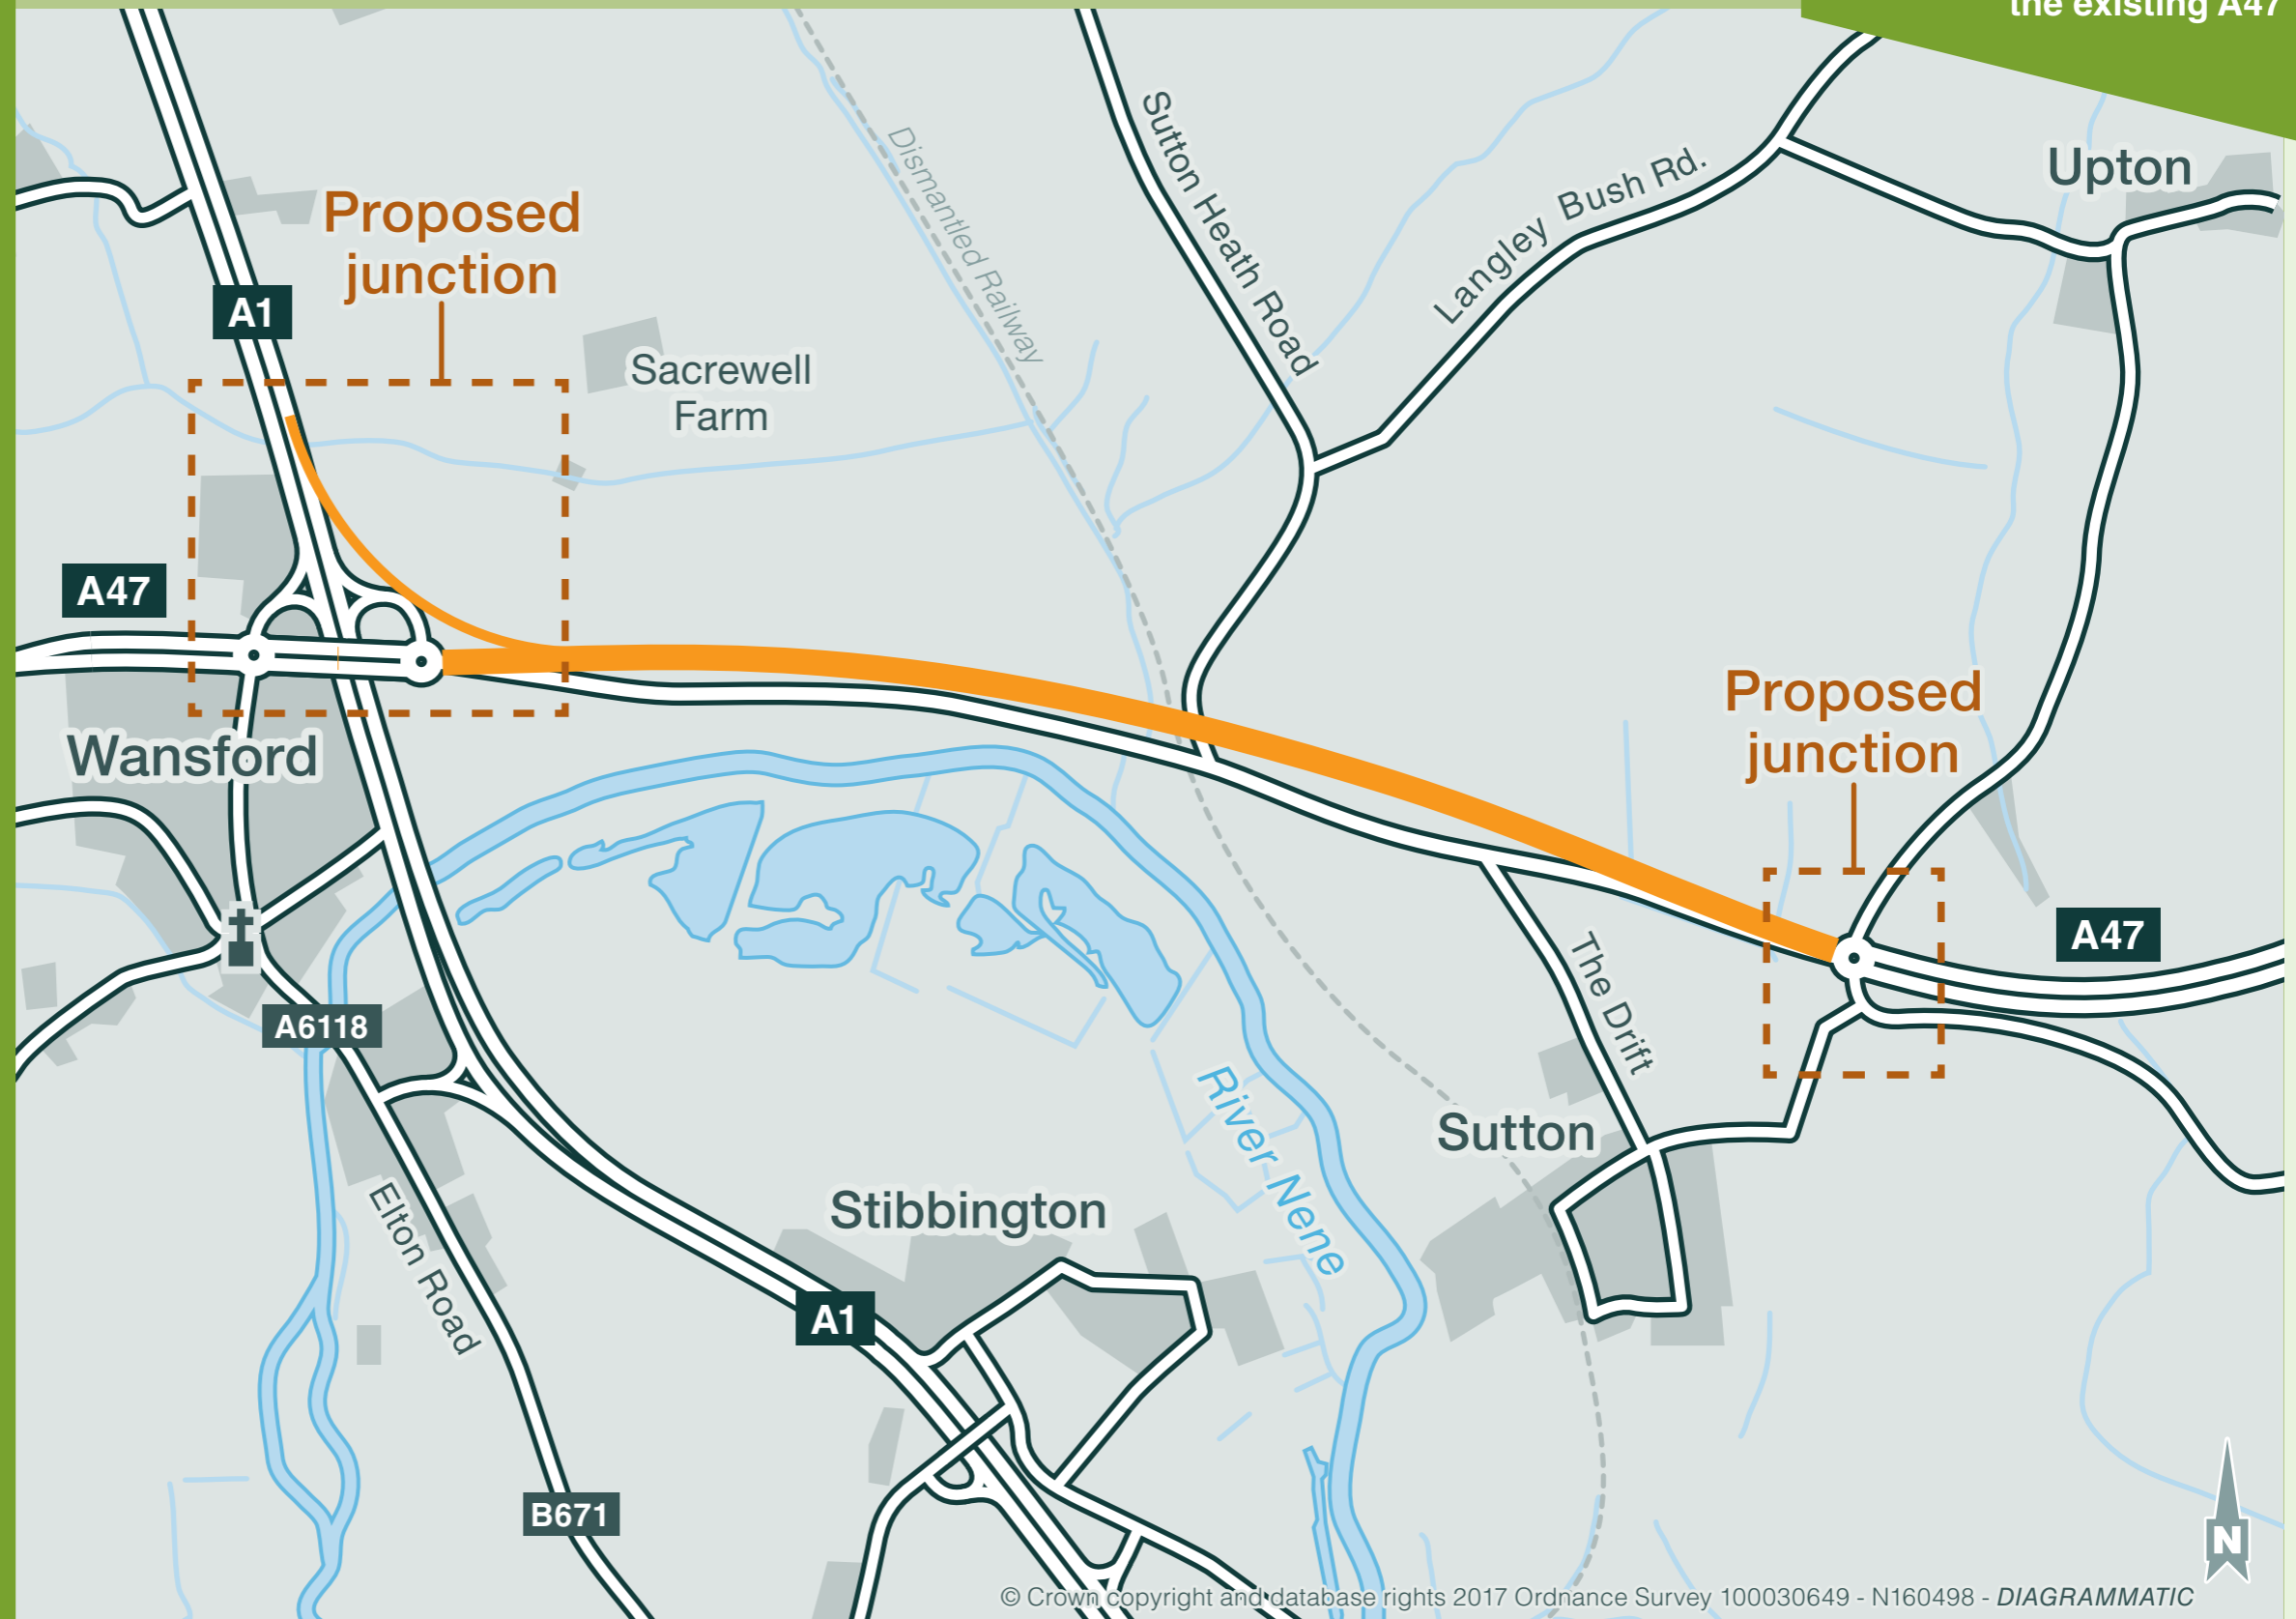 the existing A47
Upton
Sutton Heath Road
Dismantled Railway
Langley Bush Rd.
Proposed
junction
A1
Sacrewell
Farm
A47
Proposed
junction
Wansford
A47
The Drift
A6118
River Nene
Sutton
Stibbington
Elton Road
A1
B671
N
© Crown copyright and database rights 2017 Ordnance Survey 100030649 - N160498 - DIAGRAMMATIC